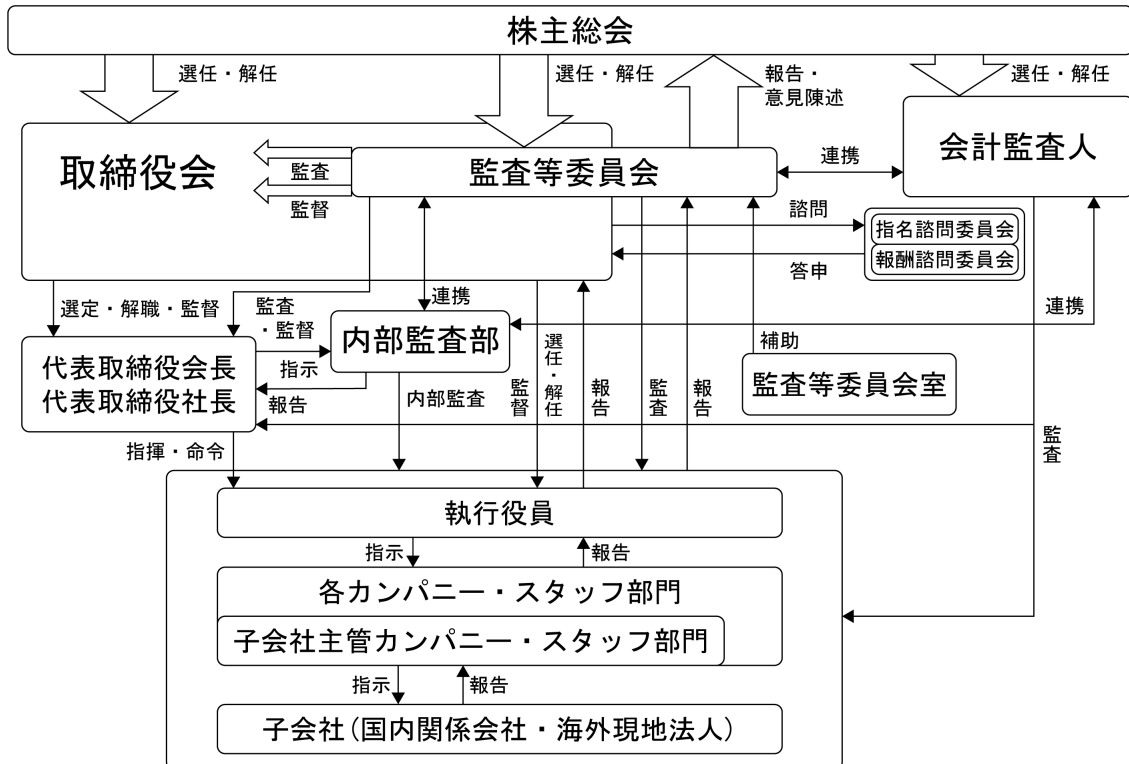 株主総会
選任・解任
選任・解任
報告・
意見陳述
選任・解任
取締役会
監査
監督
監査等委員会
連携
会計監査人
諮問
指名諮問委員会
報酬諮問委員会
答申
選定・解職・監督
監査
・監督
連携
内部監査部
連携
代表取締役会長
代表取締役社長
指示
報告
内部監査
監督
選任・解任
報告
監査
報告
補助
監査等委員会室
監査
指揮・命令
執行役員
指示
報告
各カンパニー・スタッフ部門
子会社主管カンパニー・スタッフ部門
指示
報告
子会社(国内関係会社・海外現地法人)